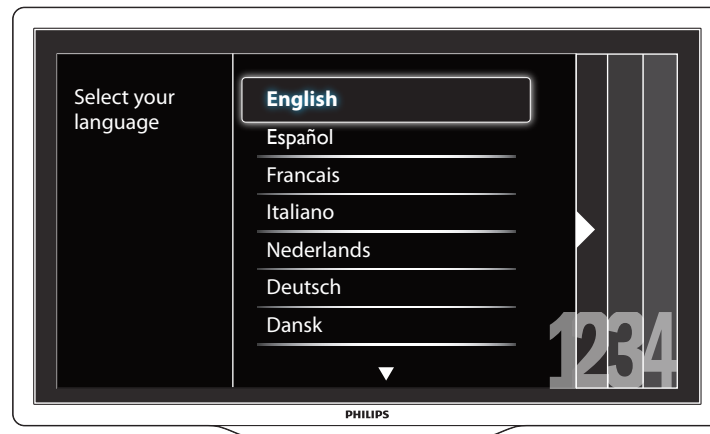 Select your
language
English
Español
Francais
Italiano
Nederlands
Deutsch
Dansk
1234
PHILIPS